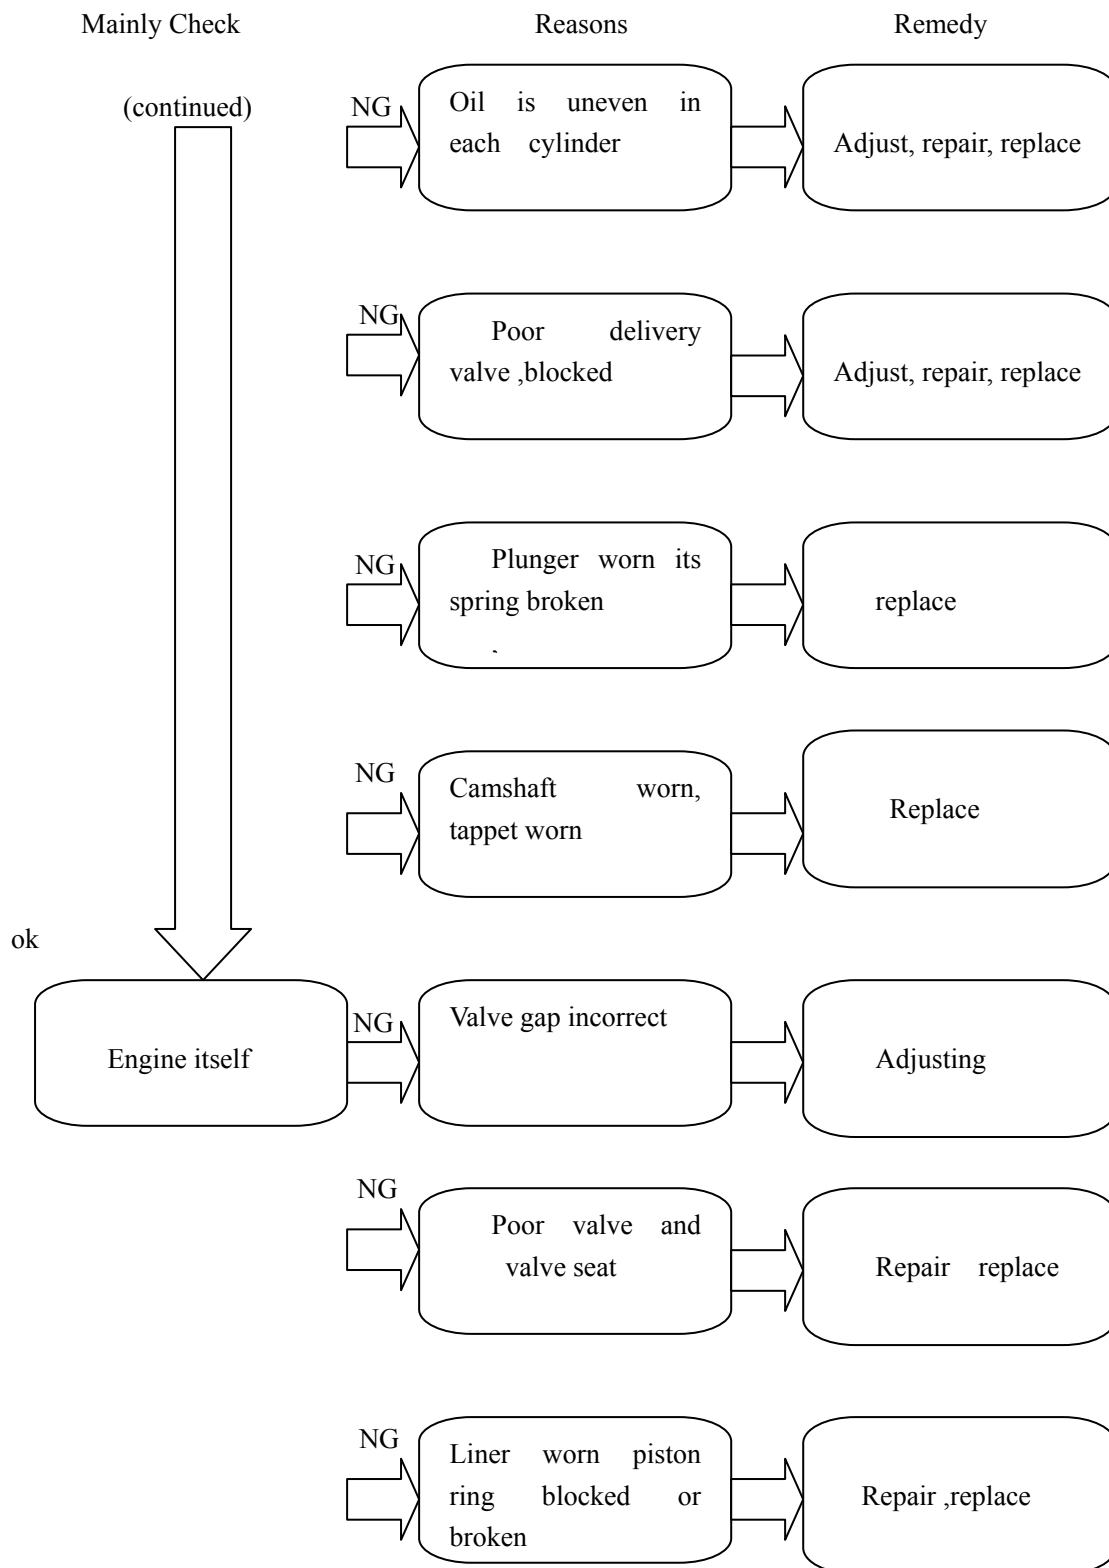 Mainly Check Reasons Remedy
(continued)
NG
Oil is uneven in
each cylinder
Adjust, repair, replace
NG
Poor delivery
valve ,blocked
Adjust, repair, replace
NG
Plunger worn its
spring broken
,
replace
NG
Camshaft worn,
tappet worn
Replace
ok
Engine itself
NG
Valve gap incorrect
Adjusting
NG
Poor valve and
valve seat
Repair replace
NG
Liner worn piston
ring blocked or
broken
Repair ,replace